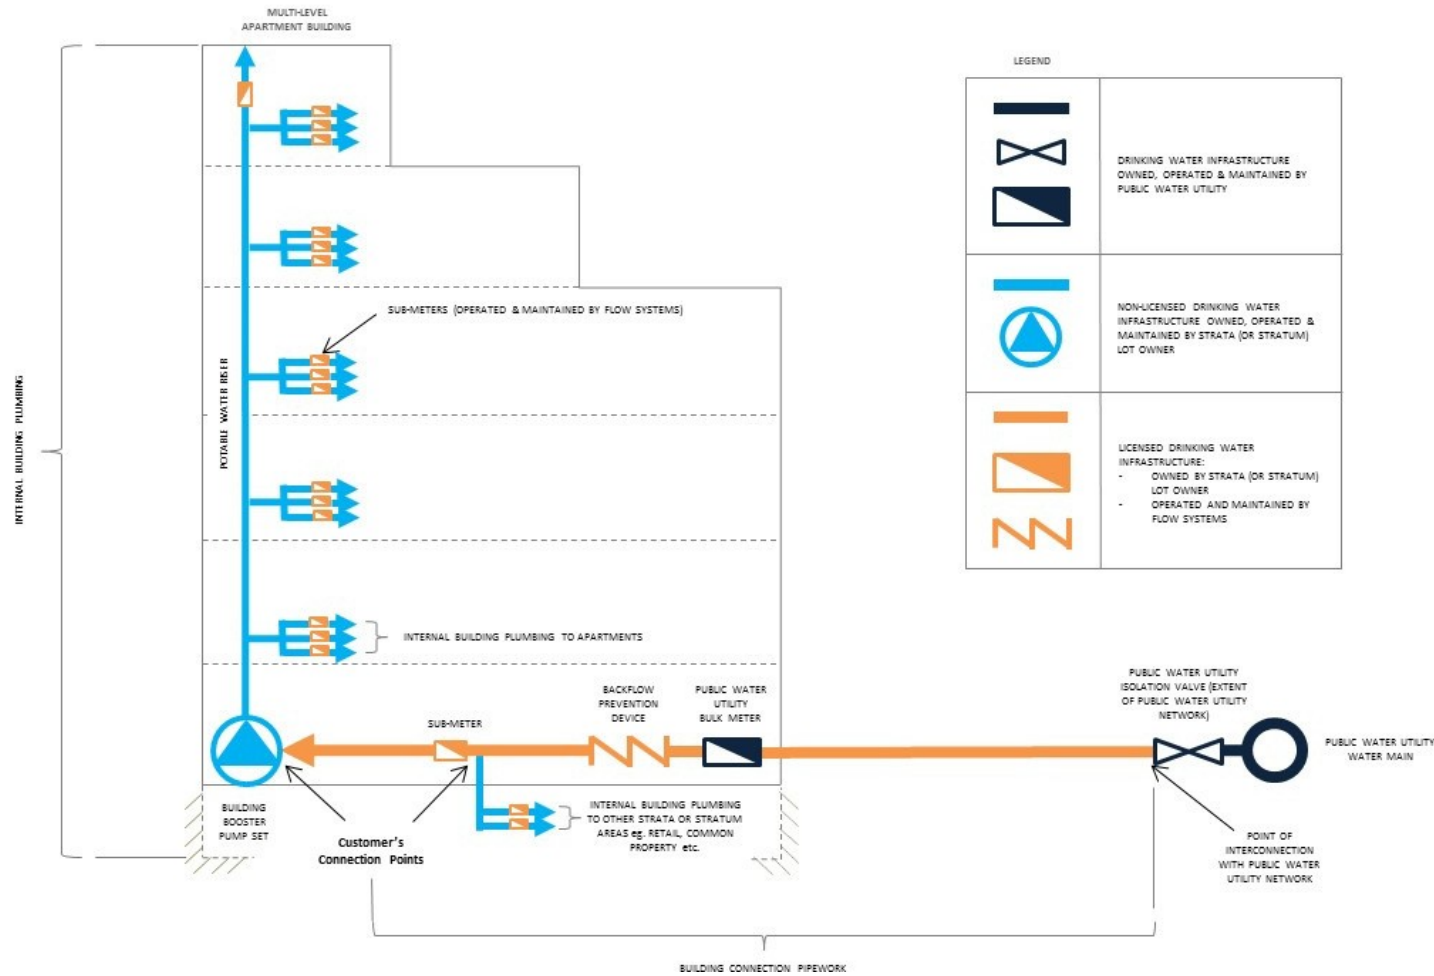 MULTI-LEVEL
APARTMENT BUILDING
INTERNAL BUILDING PLUMBING
POTABLE WATER RISER
SUB-METERS (OPERATED & MAINTAINED BY FLOW SYSTEMS)
INTERNAL BUILDING PLUMBING TO APARTMENTS
LEGEND
DRINKING WATER INFRASTRUCTURE
OWNED, OPERATED & MAINTAINED BY
PUBLIC WATER UTILITY
NON-LICENSED DRINKING WATER
INFRASTRUCTURE OWNED, OPERATED &
MAINTAINED BY STRATA (OR STRATUM)
LOT OWNER
LICENSED DRINKING WATER
INFRASTRUCTURE:
- OWNED BY STRATA (OR STRATUM)
LOT OWNER
- OPERATED AND MAINTAINED BY
FLOW SYSTEMS
SUB-METER
BACKFLOW
PREVENTION
DEVICE
PUBLIC WATER
UTILITY
BULK METER
PUBLIC WATER UTILITY
ISOLATION VALVE (EXTENT
OF PUBLIC WATER UTILITY
NETWORK)
PUBLIC WATER UTILITY
WATER MAIN
BUILDING
BOOSTER
PUMP SET
Customer's
Connection Points
INTERNAL BUILDING PLUMBING
TO OTHER STRATA OR STRATUM
AREAS eg. RETAIL, COMMON
PROPERTY etc.
POINT OF
INTERCONNECTION
WITH PUBLIC WATER
UTILITY NETWORK
BUILDING CONNECTION PIPEWORK